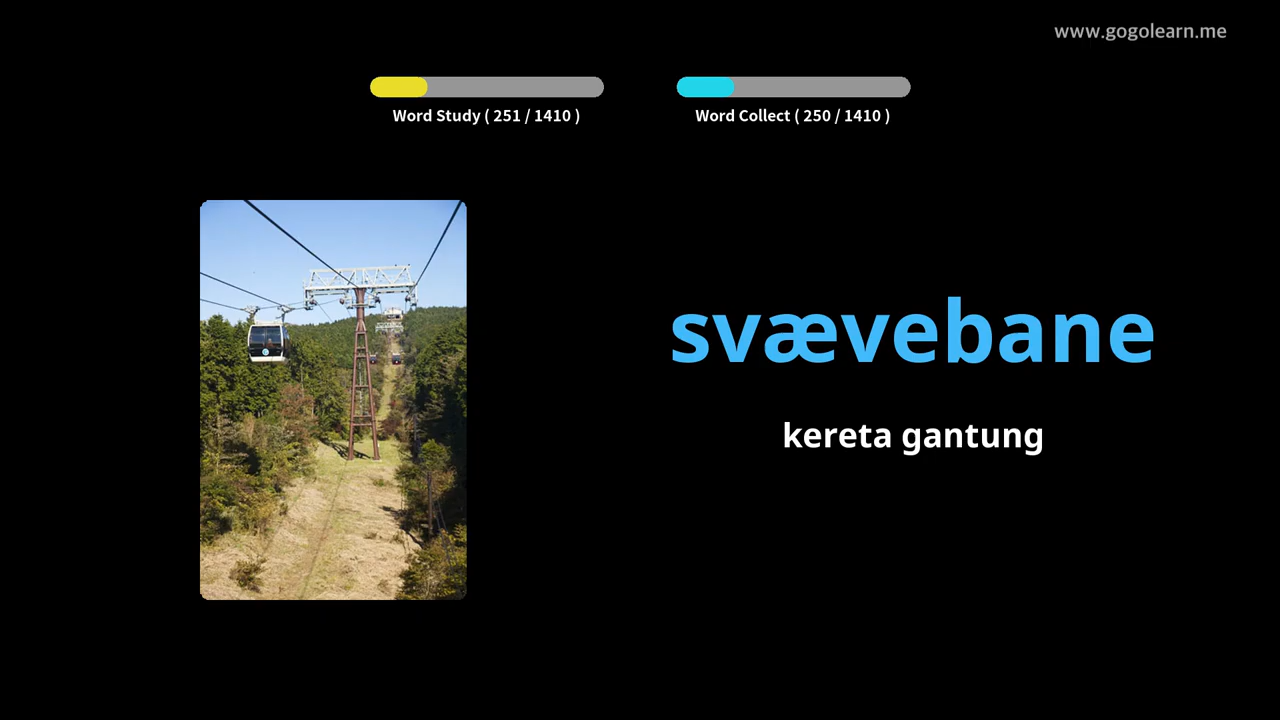 www.gogolearn.me
Word Study ( 251 / 1410 )
Word Collect ( 250 / 1410 )
svævebane
kereta gantung